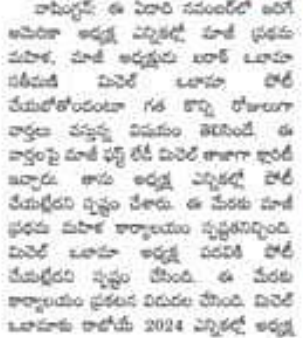 వాషింగ్టన్: ఈ ఏడాది నవంబర్‌లో జరిగే
అమెరికా అధ్యక్ష ఎన్నికల్లో మాజీ ప్రథమ
మహిళ, మాజీ అధ్యక్షుడు బరాక్ ఒబామా
సతీమణి మిచెల్ ఒబామా పోటీ
చేయబోతోందంటూ గత కొన్ని రోజులుగా
వార్తలు వస్తున్న విషయం తెలిసిందే. ఈ
వార్తలపై మాజీ ఫస్ట్ లేడీ మిచెల్ తాజాగా క్లారిటీ
ఇచ్చారు. తాను అధ్యక్ష ఎన్నికల్లో పోటీ
చేయట్లేదని స్పష్టం చేశారు. ఈ మేరకు మాజీ
ప్రథమ మహిళ కార్యాలయం స్పష్టతనిచ్చింది.
మిచెల్ ఒబామా అధ్యక్ష పదవికి పోటీ
చేయట్లేదని స్పష్టం చేసింది. ఈ మేరకు
కార్యాలయం ప్రకటన విడుదల చేసింది. మిచెల్
ఒబామాకు రాబోయే 2024 ఎన్నికల్లో అధ్యక్ష